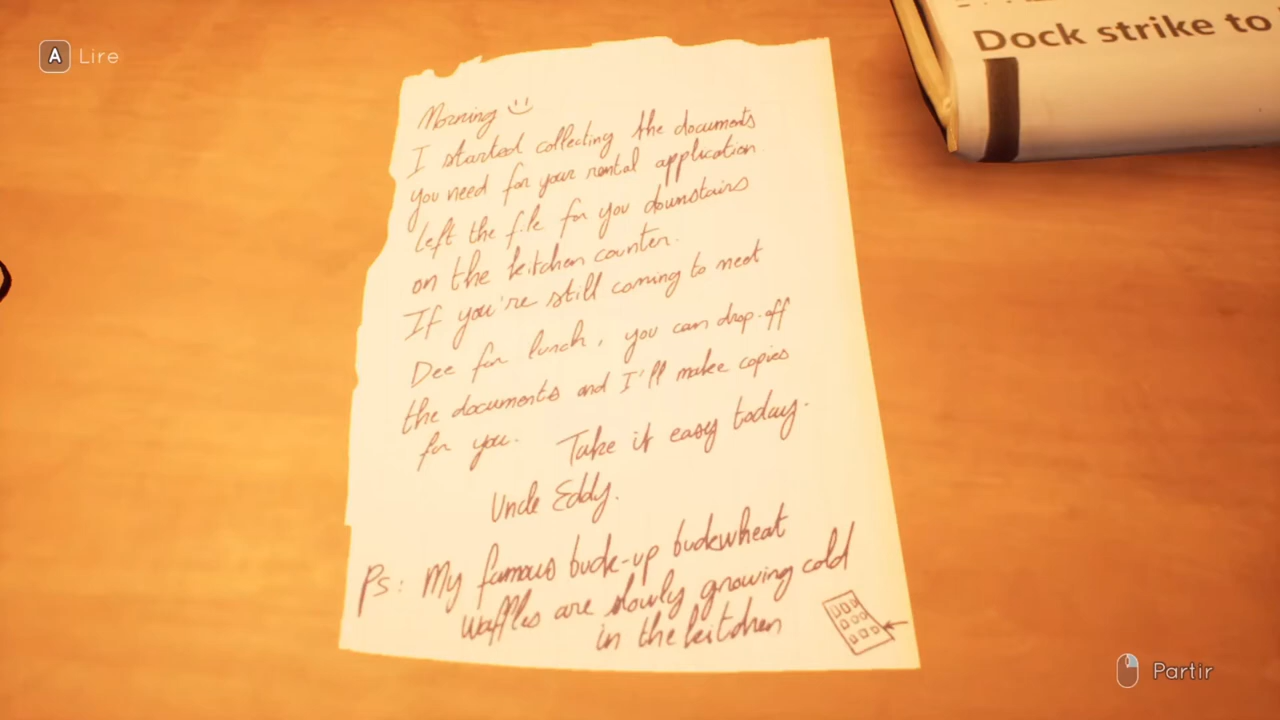 A Lire
Dock strike to
Morning
I started collecting the documents
you need for your rental application
Left the file for you downstairs
on the kitchen counter.
If you're still coming to meet
Dee for lunch, you can drop-off
the documents and I'll make copies
for you. Take it easy today.
Uncle Eddy.
Ps: My famous buck-up buckwheat
waffles are slowly growing cold
in the kitchen
Partir